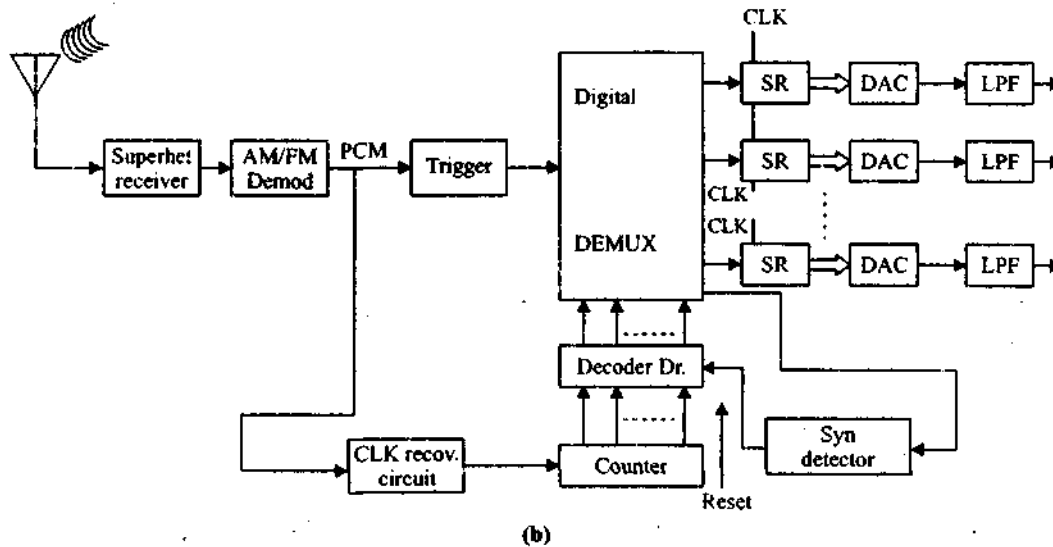 CLK
SR
DAC
LPF
Digital
Superhet
receiver
AM/FM
Demod
PCM
Trigger
SR
DAC
LPF
CLK
CLK
DEMUX
SR
DAC
LPF
Decoder Dr.
CLK recov.
circuit
Counter
Syn
detector
Reset
(b)